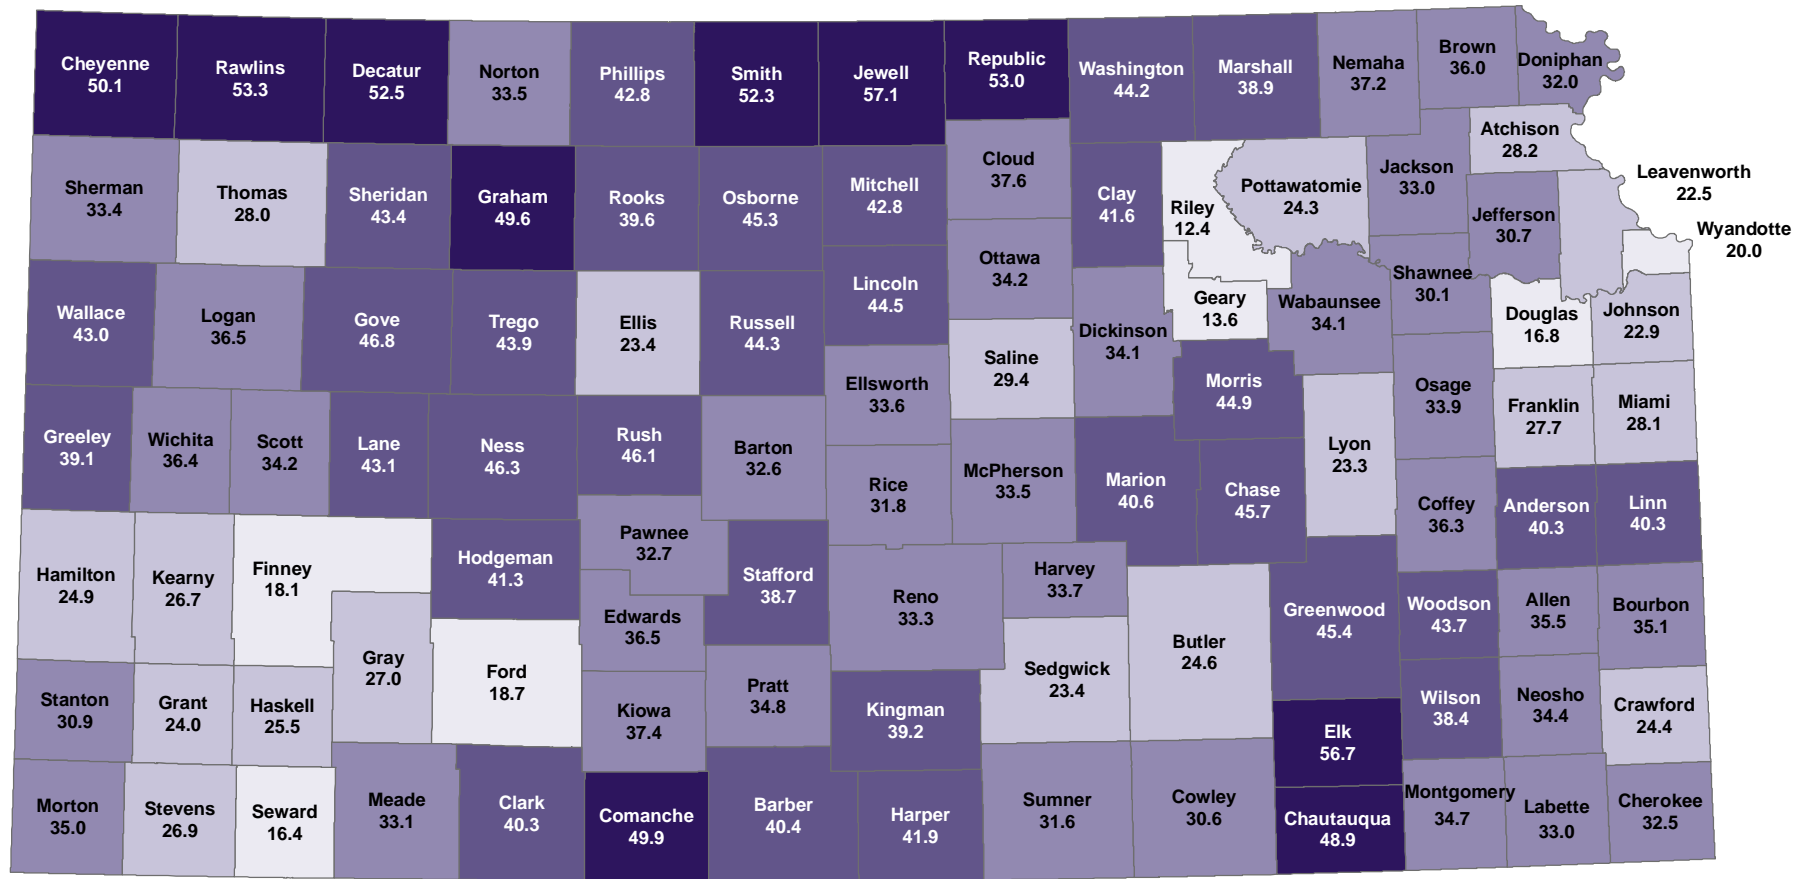 Cheyenne
50.1
Rawlins
53.3
Decatur
52.5
Norton
33.5
Phillips
42.8
Smith
52.3
Jewell
57.1
Republic
53.0
Washington
44.2
Marshall
38.9
Nemaha
37.2
Brown
36.0
Doniphan
32.0
Sherman
33.4
Thomas
28.0
Sheridan
43.4
Graham
49.6
Rooks
39.6
Osborne
45.3
Mitchell
42.8
Cloud
37.6
Clay
41.6
Riley
12.4
Pottawatomie
24.3
Jackson
33.0
Atchison
28.2
Jefferson
30.7
Leavenworth
22.5
Wyandotte
20.0
Wallace
43.0
Logan
36.5
Gove
46.8
Trego
43.9
Ellis
23.4
Russell
44.3
Lincoln
44.5
Ottawa
34.2
Saline
29.4
Dickinson
34.1
Geary
13.6
Wabaunsee
34.1
Shawnee
30.1
Douglas
16.8
Johnson
22.9
Greeley
39.1
Wichita
36.4
Scott
34.2
Lane
43.1
Ness
46.3
Rush
46.1
Barton
32.6
Ellsworth
33.6
Rice
31.8
McPherson
33.5
Marion
40.6
Morris
44.9
Chase
45.7
Lyon
23.3
Osage
33.9
Coffey
36.3
Franklin
27.7
Miami
28.1
Anderson
40.3
Linn
40.3
Hamilton
24.9
Kearny
26.7
Finney
18.1
Hodgeman
41.3
Pawnee
32.7
Stafford
38.7
Edwards
36.5
Reno
33.3
Harvey
33.7
Butler
24.6
Greenwood
45.4
Woodson
43.7
Allen
35.5
Bourbon
35.1
Stanton
30.9
Grant
24.0
Haskell
25.5
Gray
27.0
Ford
18.7
Kiowa
37.4
Pratt
34.8
Kingman
39.2
Sedgwick
23.4
Elk
56.7
Wilson
38.4
Neosho
34.4
Crawford
24.4
Morton
35.0
Stevens
26.9
Seward
16.4
Meade
33.1
Clark
40.3
Comanche
49.9
Barber
40.4
Harper
41.9
Sumner
31.6
Cowley
30.6
Chautauqua
48.9
Montgomery
34.7
Labette
33.0
Cherokee
32.5